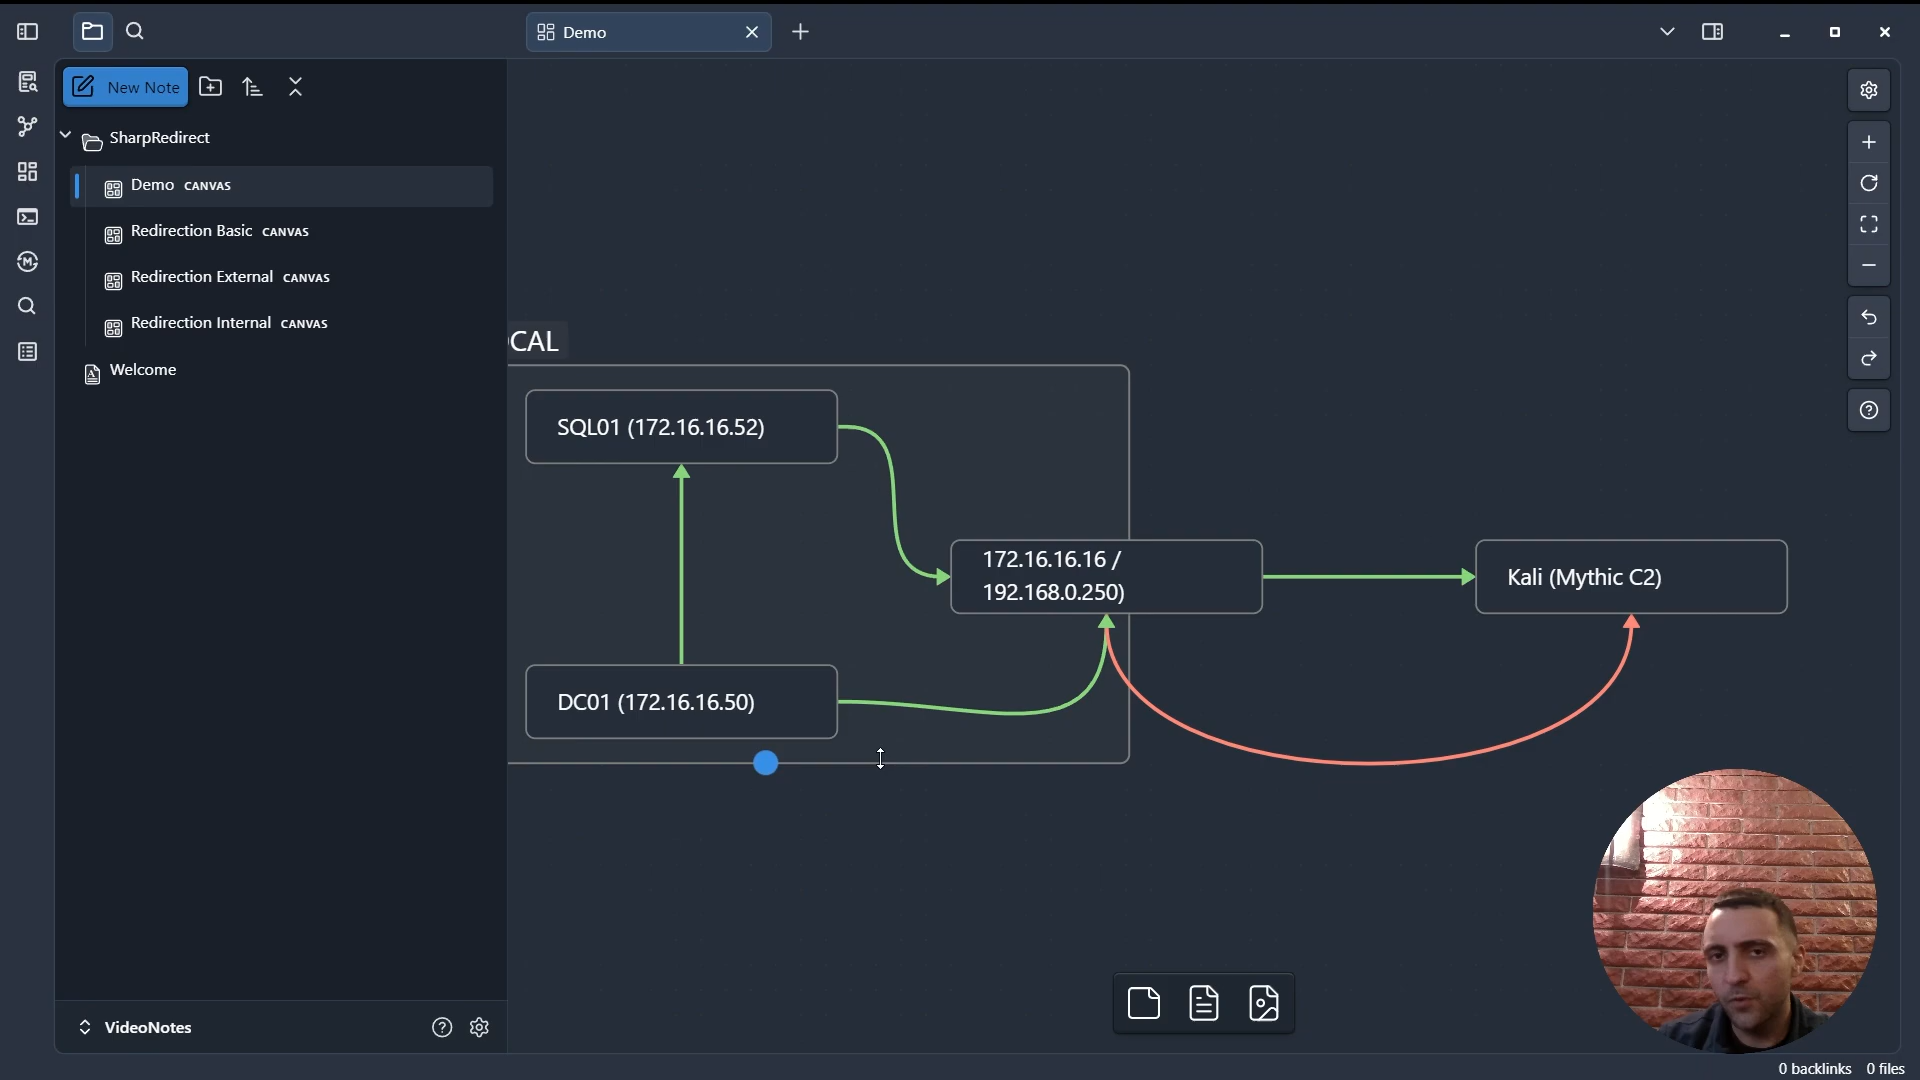 Demo
New Note
SharpRedirect
Demo CANVAS
Redirection Basic CANVAS
Redirection External CANVAS
Redirection Internal CANVAS
Welcome
CAL
SQL01 (172.16.16.52)
172.16.16.16 /
192.168.0.250)
Kali (Mythic C2)
DC01 (172.16.16.50)
VideoNotes
0 backlinks 0 files